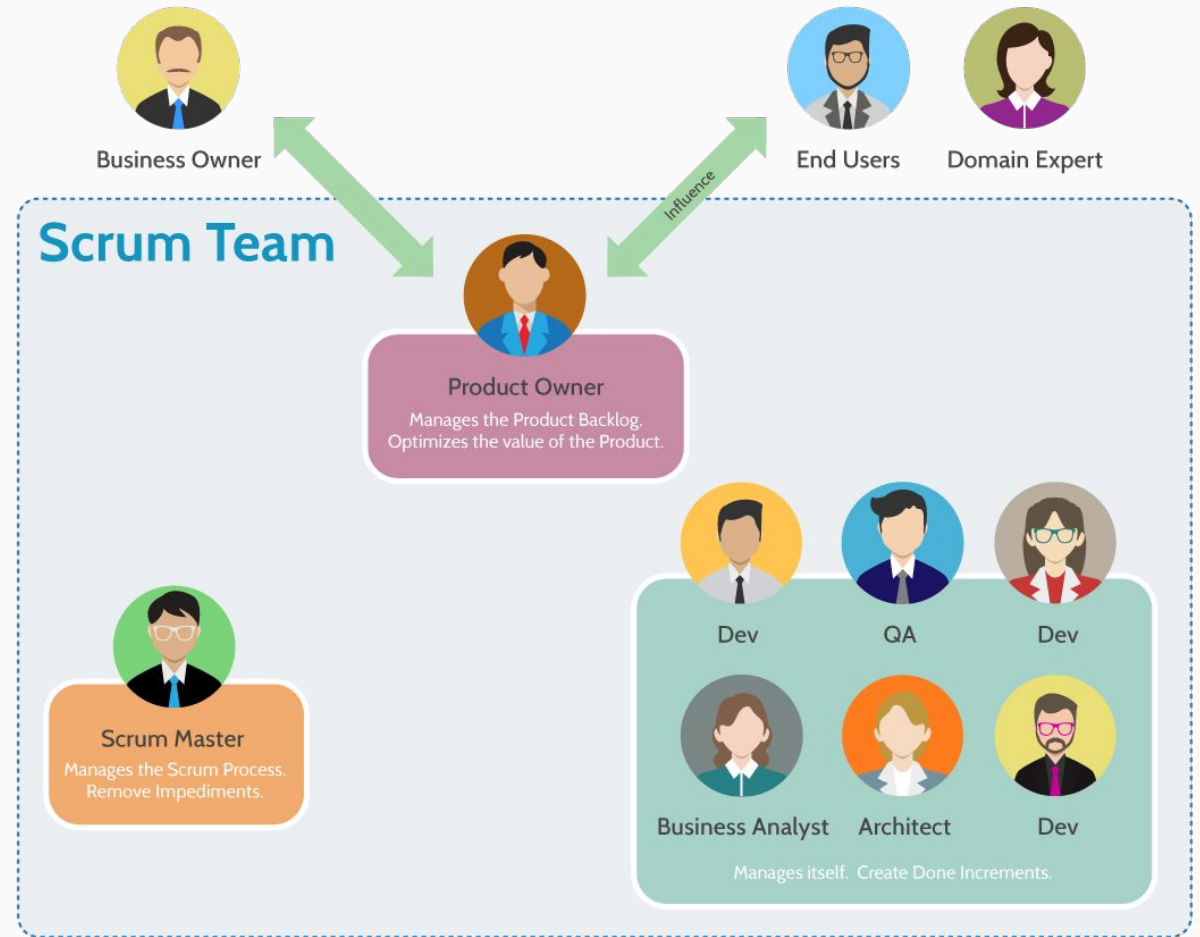 Business Owner
End Users
Domain Expert
Influence
Scrum Team
Product Owner
Manages the Product Backlog.
Optimizes the value of the Product.
Dev
QA
Dev
Scrum Master
Manages the Scrum Process.
Remove Impediments.
Business Analyst
Architect
Dev
Manages itself.  Create Done Increments.